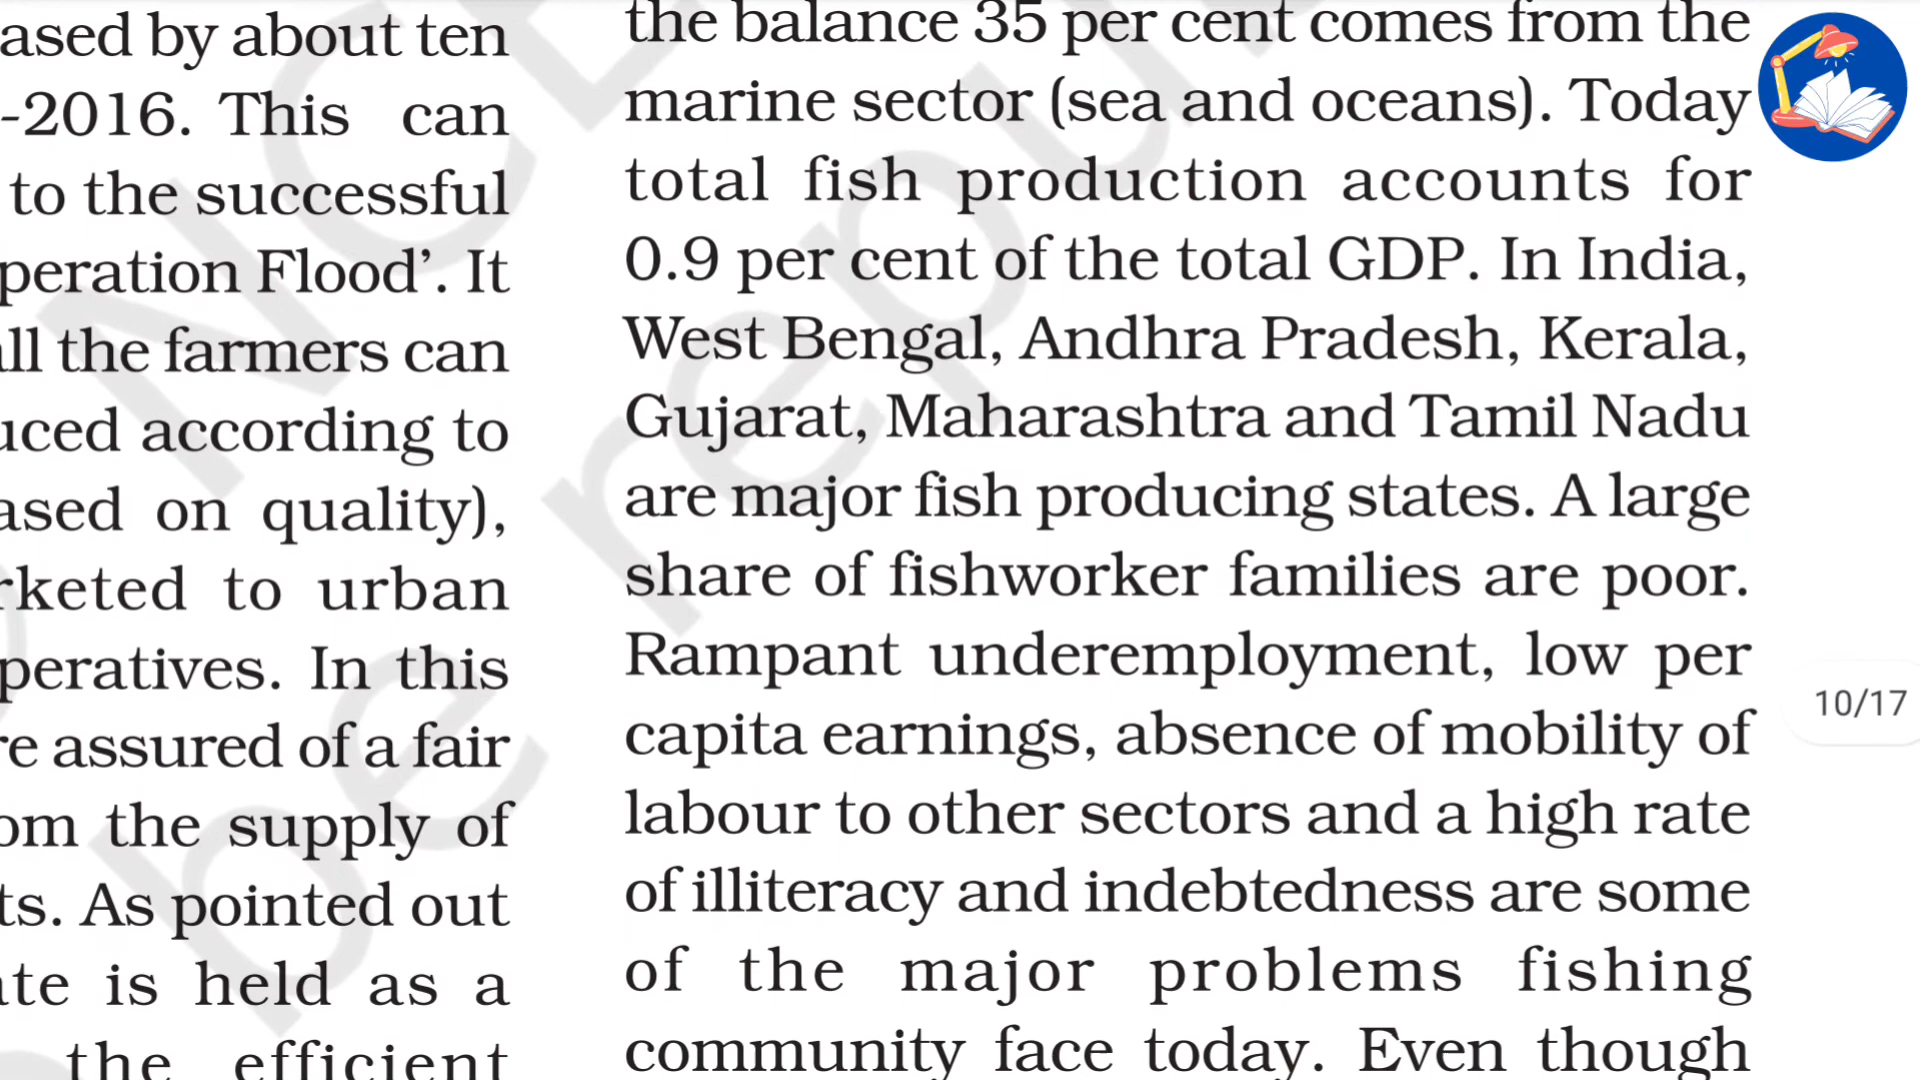 ased by about ten
-2016. This can
to the successful
peration Flood’. It
all the farmers can
uced according to
ased on quality),
rketed to urban
peratives. In this
re assured of a fair
om the supply of
ts. As pointed out
ate is held as a
the efficient
the balance 35 per cent comes from the
marine sector (sea and oceans). Today
total fish production accounts for
0.9 per cent of the total GDP. In India,
West Bengal, Andhra Pradesh, Kerala,
Gujarat, Maharashtra and Tamil Nadu
are major fish producing states. A large
share of fishworker families are poor.
Rampant underemployment, low per
capita earnings, absence of mobility of
labour to other sectors and a high rate
of illiteracy and indebtedness are some
of the major problems fishing
community face today. Even though
10/17